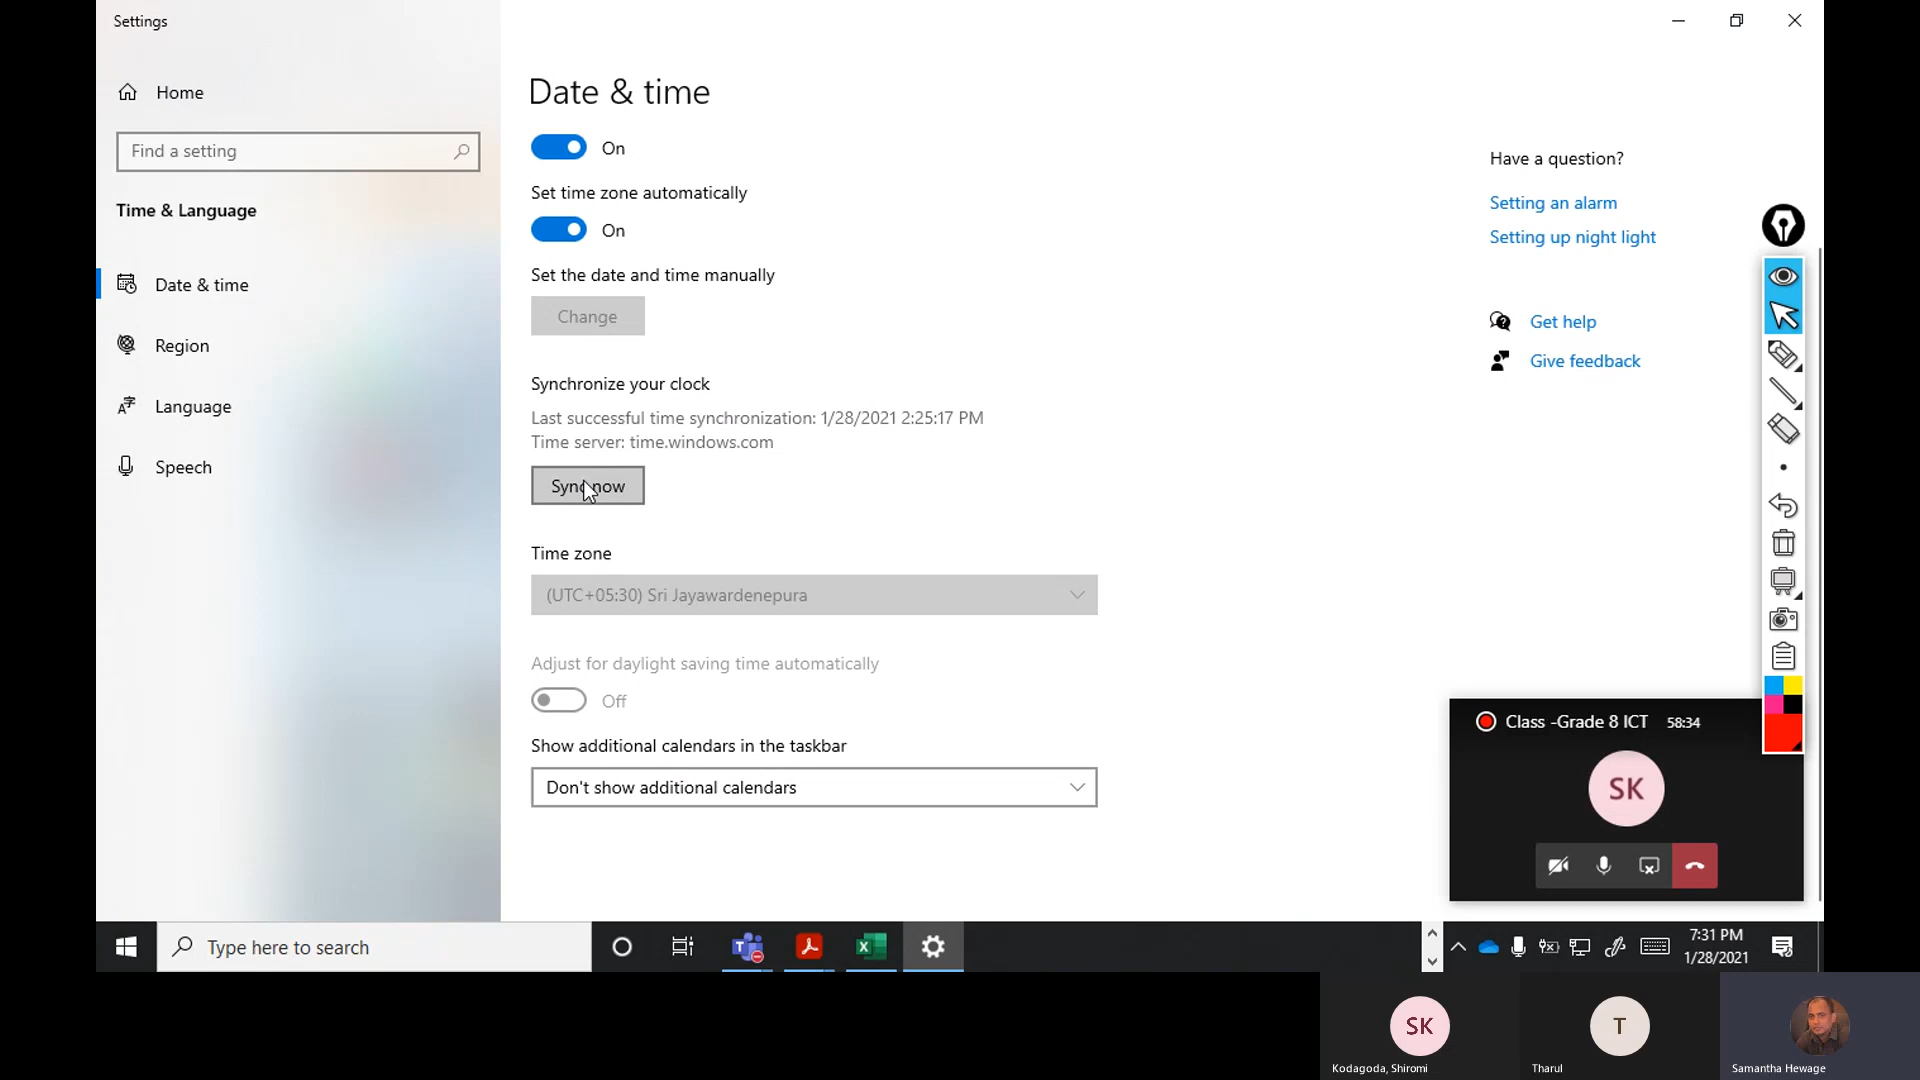 Settings
Home
Find a setting
Time & Language
Date & time
Region
Language
Speech
Date & time
On
Set time zone automatically
On
Set the date and time manually
Change
Synchronize your clock
Last successful time synchronization: 1/28/2021 2:25:17 PM
Time server: time.windows.com
Sync now
Time zone
(UTC+05:30) Sri Jayawardenepura
Adjust for daylight saving time automatically
Off
Show additional calendars in the taskbar
Don't show additional calendars
Have a question?
Setting an alarm
Setting up night light
Get help
Give feedback
Class -Grade 8 ICT 58:34
SK
Type here to search
7:31 PM
1/28/2021
SK
Kodagoda, Shiromi
T
Tharul
Samantha Hewage